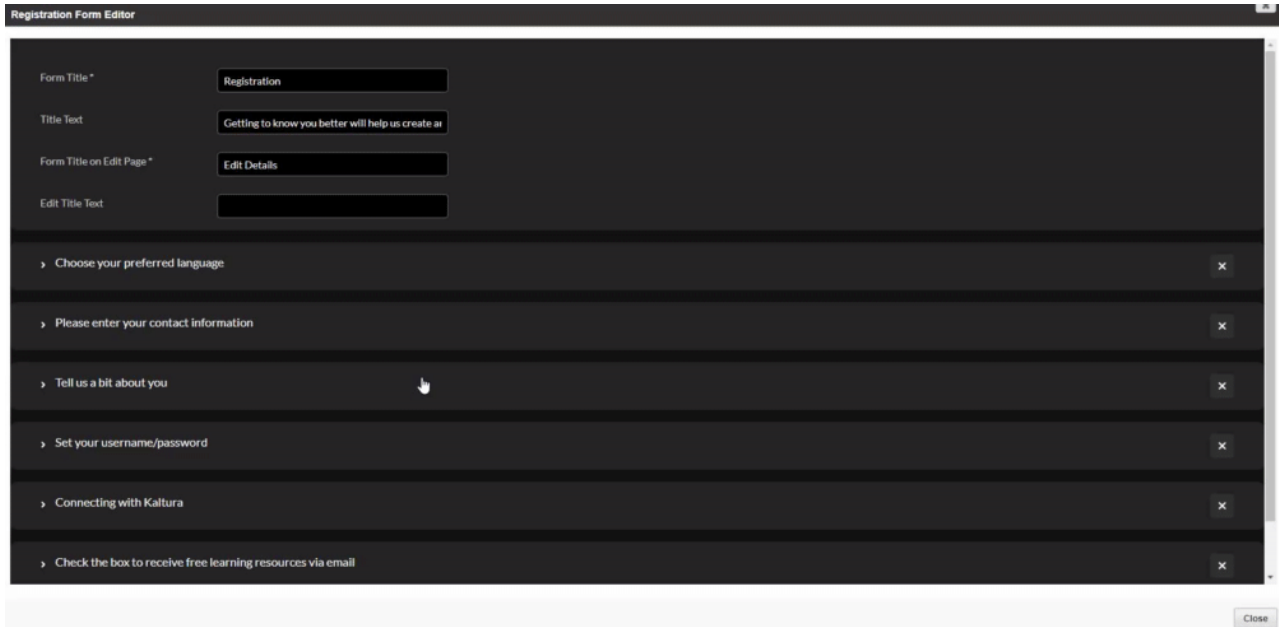 Registration Form Editor
Form Title *
Registration
Title Text
Getting to know you better will help us create
Form Title on Edit Page *
Edit Details
Edit Title Text
Choose your preferred language
Please enter your contact information
Tell us a bit about you
Set your username/password
Connecting with Kaltura
Check the box to receive free learning resources via email
Close